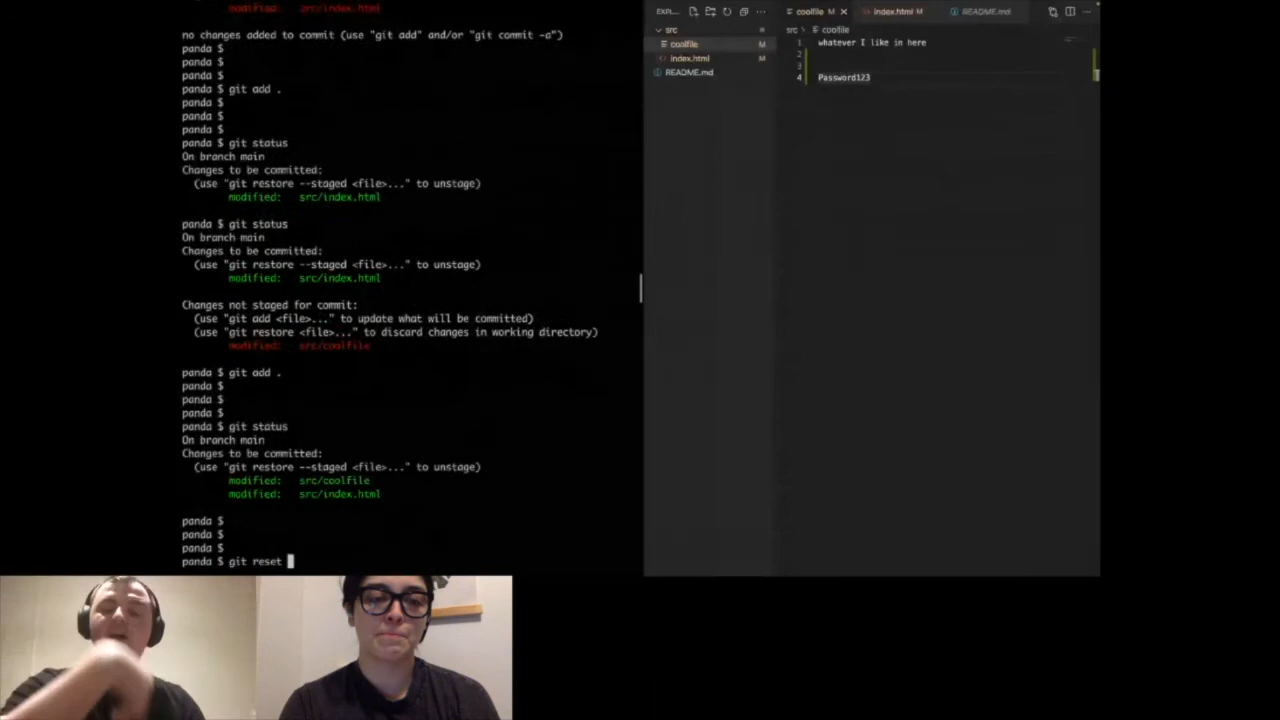 modified:   src/index.html
no changes added to commit (use "git add" and/or "git commit -a")
panda $
panda $
panda $
panda $ git add .
panda $
panda $
panda $
panda $ git status
On branch main
Changes to be committed:
  (use "git restore --staged <file>..." to unstage)
modified:   src/index.html
panda $ git status
On branch main
Changes to be committed:
  (use "git restore --staged <file>..." to unstage)
modified:   src/index.html
Changes not staged for commit:
  (use "git add <file>..." to update what will be committed)
  (use "git restore <file>..." to discard changes in working directory)
modified:   src/coolfile
panda $ git add .
panda $
panda $
panda $
panda $ git status
On branch main
Changes to be committed:
  (use "git restore --staged <file>..." to unstage)
modified:   src/coolfile
modified:   src/index.html
panda $
panda $
panda $
panda $ git reset
EXPL...
src
coolfile M
index.html M
README.md
coolfile M
index.html M
README.md
src > coolfile
1 whatever I like in here
2
3
4 Password123